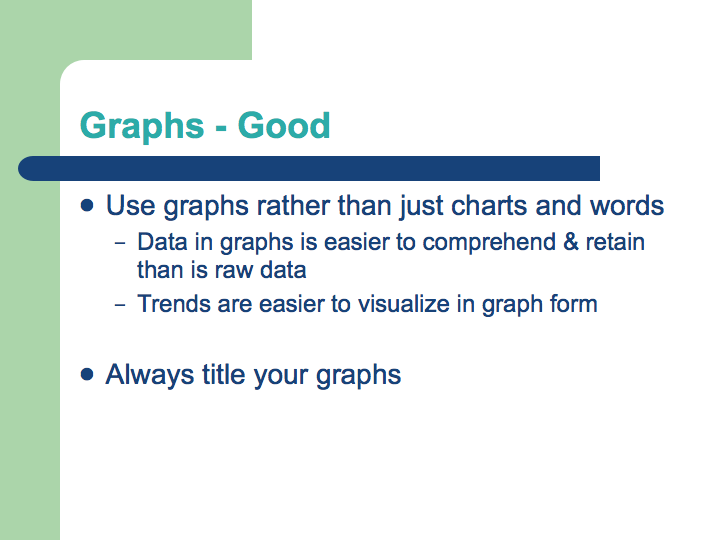 Graphs - Good
● Use graphs rather than just charts and words
– Data in graphs is easier to comprehend & retain
than is raw data
– Trends are easier to visualize in graph form
● Always title your graphs